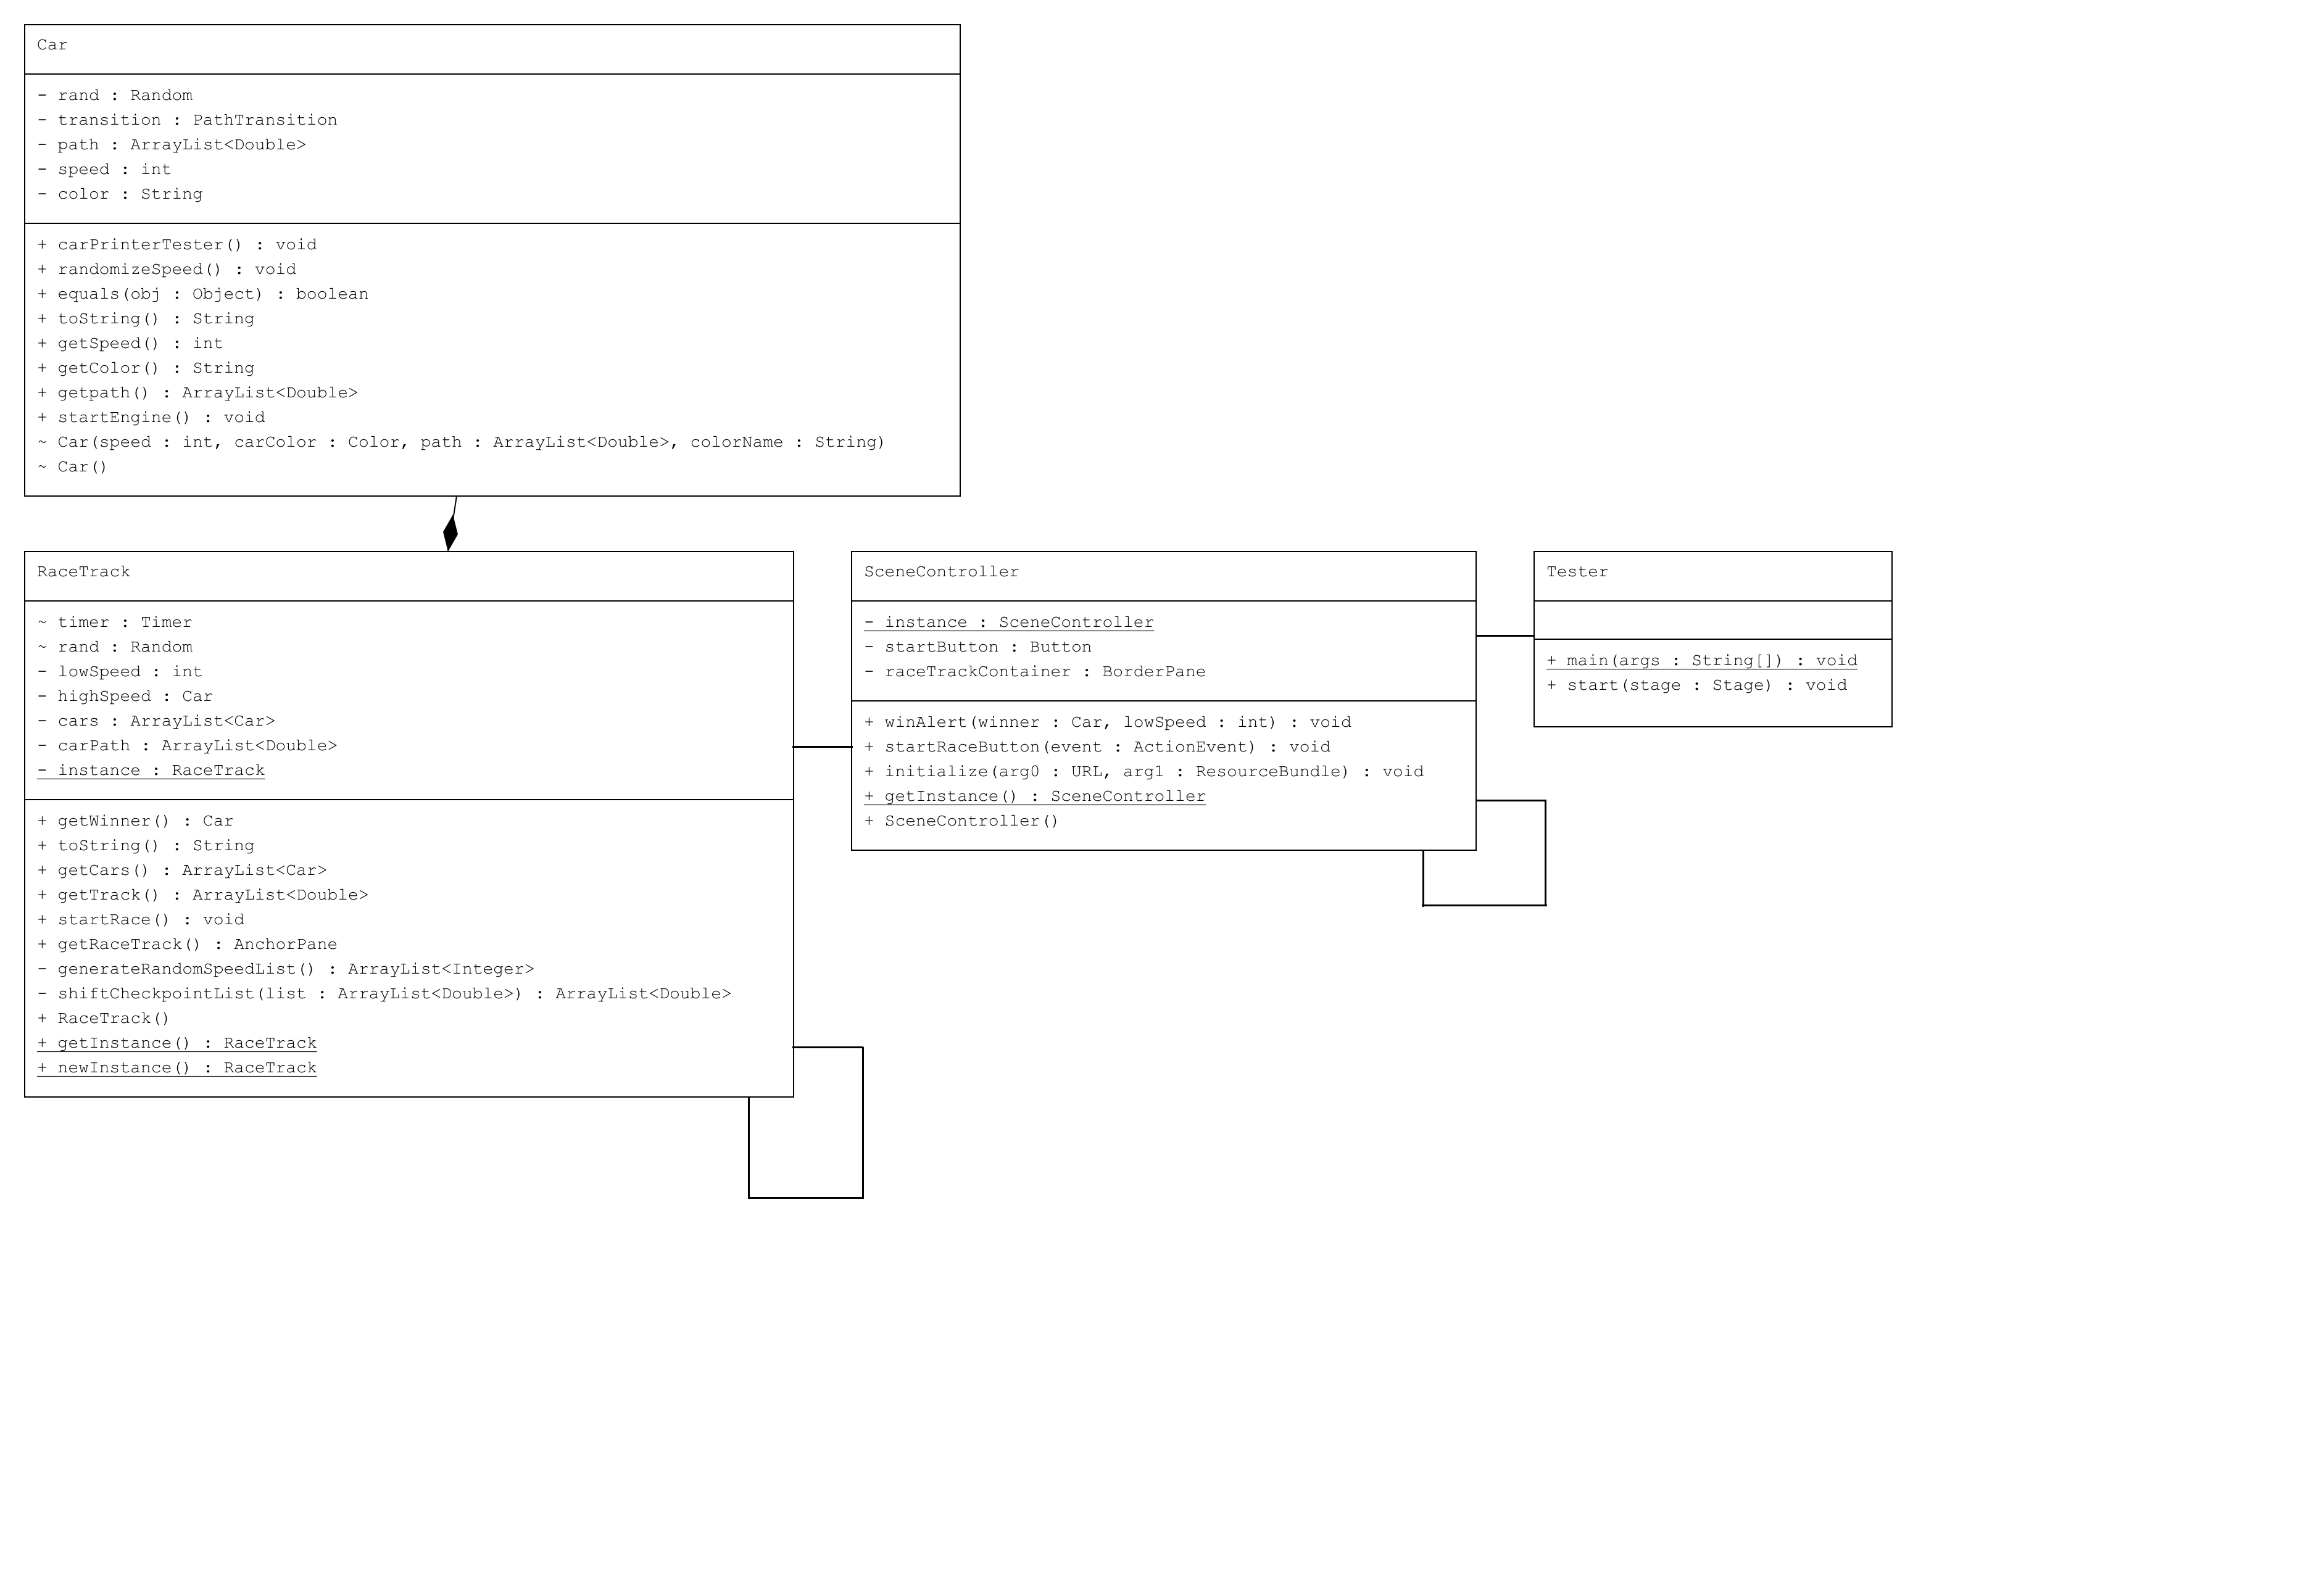 Car
- rand : Random
- transition : PathTransition
- path : ArrayList<Double>
- speed : int
- color : String
+ carPrinterTester() : void
+ randomizeSpeed() : void
+ equals(obj : Object) : boolean
+ toString() : String
+ getSpeed() : int
+ getColor() : String
+ getpath() : ArrayList<Double>
+ startEngine() : void
~ Car(speed : int, carColor : Color, path : ArrayList<Double>, colorName : String)
~ Car()
RaceTrack
~ timer : Timer
~ rand : Random
- lowSpeed : int
- highSpeed : Car
- cars : ArrayList<Car>
- carPath : ArrayList<Double>
- instance : RaceTrack
+ getWinner() : Car
+ toString() : String
+ getCars() : ArrayList<Car>
+ getTrack() : ArrayList<Double>
+ startRace() : void
+ getRaceTrack() : AnchorPane
- generateRandomSpeedList() : ArrayList<Integer>
- shiftCheckpointList(list : ArrayList<Double>) : ArrayList<Double>
+ RaceTrack()
+ getInstance() : RaceTrack
+ newInstance() : RaceTrack
SceneController
- instance : SceneController
- startButton : Button
- raceTrackContainer : BorderPane
+ winAlert(winner : Car, lowSpeed : int) : void
+ startRaceButton(event : ActionEvent) : void
+ initialize(arg0 : URL, arg1 : ResourceBundle) : void
+ getInstance() : SceneController
+ SceneController()
Tester
+ main(args : String[]) : void
+ start(stage : Stage) : void